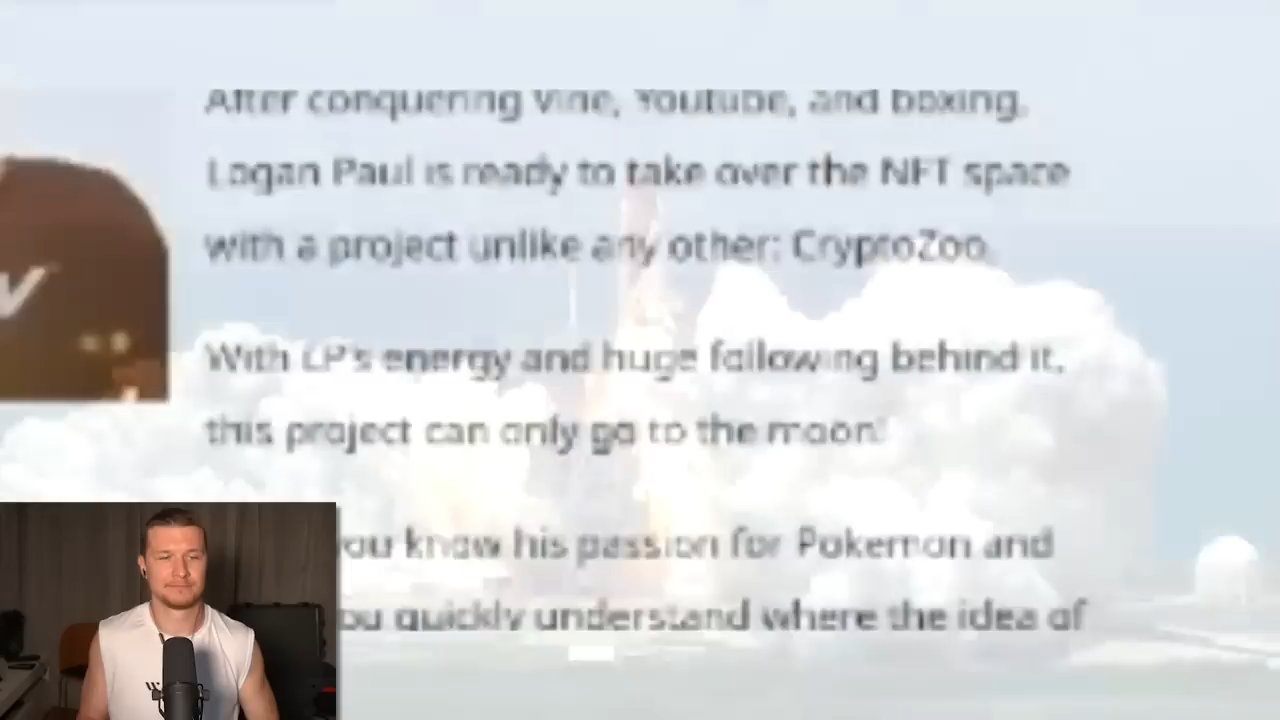 After conquering Vine, Youtube, and boxing,
Logan Paul is ready to take over the NFT space
with a project unlike any other: CryptoZoo.
With LP's energy and huge following behind it,
this project can only go to the moon!
you know his passion for Pokemon and
you quickly understand where the idea of